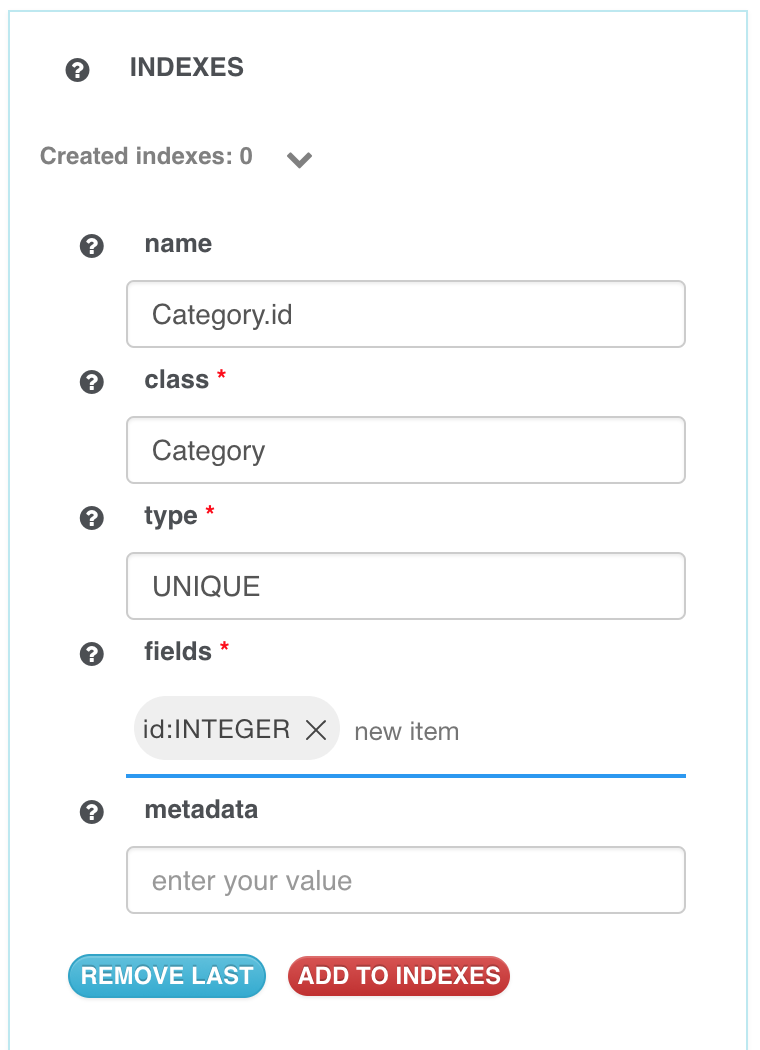 INDEXES
Created indexes: 0
name
Category.id
class *
Category
type *
UNIQUE
fields *
id:INTEGER new item
metadata
enter your value
REMOVE LAST ADD TO INDEXES